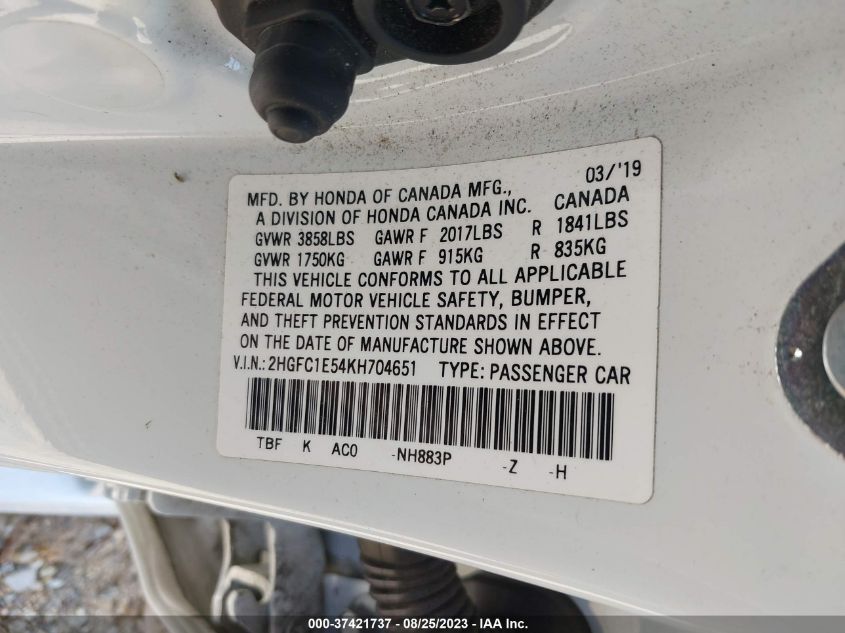 03/'19
MFD. BY HONDA OF CANADA MFG., CANADA
A DIVISION OF HONDA CANADA INC.
GVWR 3858LBS GAWR F 2017LBS R 1841LBS
GVWR 1750KG GAWR F 915KG R 835KG
THIS VEHICLE CONFORMS TO ALL APPLICABLE
FEDERAL MOTOR VEHICLE SAFETY, BUMPER,
AND THEFT PREVENTION STANDARDS IN EFFECT
ON THE DATE OF MANUFACTURE SHOWN ABOVE.
V.I.N.: 2HGFC1E54KH704651 TYPE: PASSENGER CAR
TBF K AC0 -NH883P -Z -H
000-37421737 - 08/25/2023 - IAA Inc.